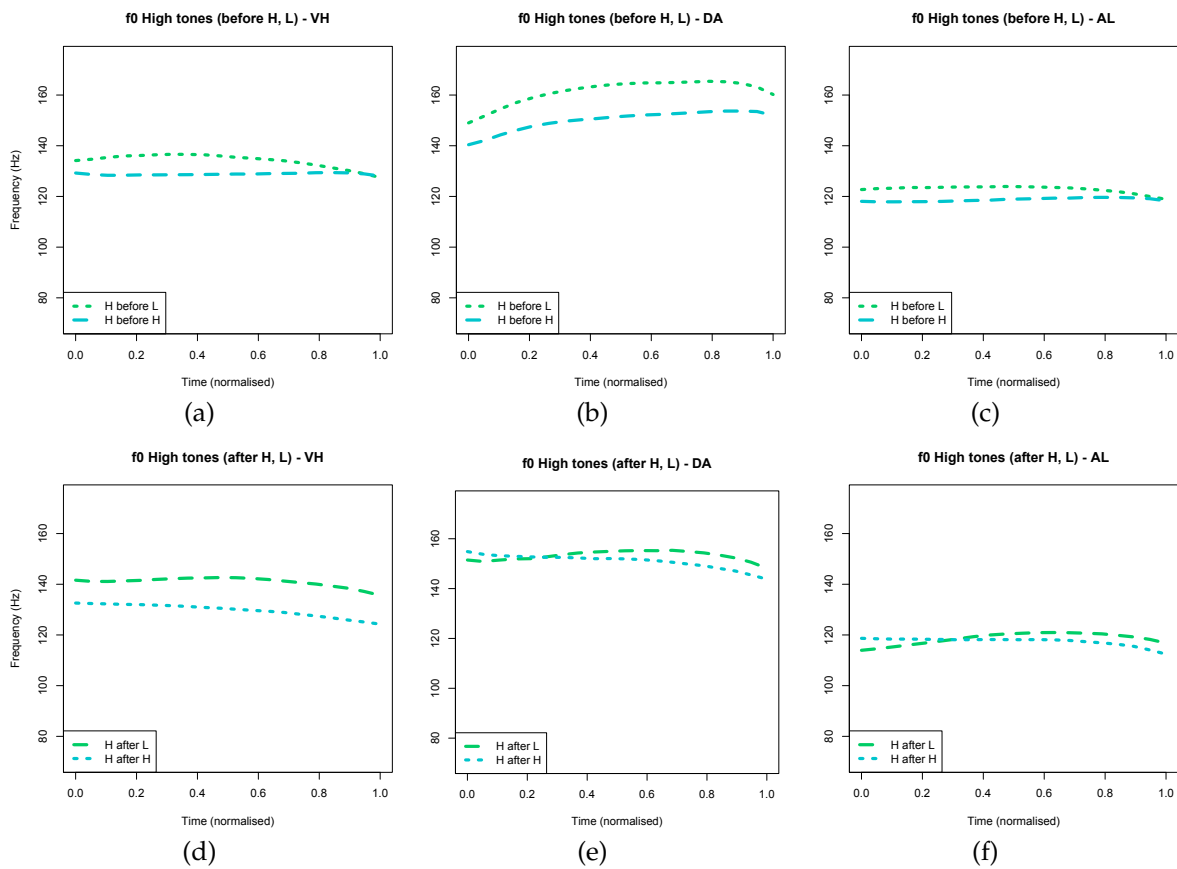 f0 High tones (before H, L) - VH
Frequency (Hz)
80 100 120 140 160
H before L
H before H
0.0 0.2 0.4 0.6 0.8 1.0
Time (normalised)
(a)
f0 High tones (before H, L) - DA
80 100 120 140 160
H before L
H before H
0.0 0.2 0.4 0.6 0.8 1.0
Time (normalised)
(b)
f0 High tones (before H, L) - AL
80 100 120 140 160
H before L
H before H
0.0 0.2 0.4 0.6 0.8 1.0
Time (normalised)
(c)
f0 High tones (after H, L) - VH
Frequency (Hz)
80 100 120 140 160
H after L
H after H
0.0 0.2 0.4 0.6 0.8 1.0
Time (normalised)
(d)
f0 High tones (after H, L) - DA
80 100 120 140 160
H after L
H after H
0.0 0.2 0.4 0.6 0.8 1.0
Time (normalised)
(e)
f0 High tones (after H, L) - AL
80 100 120 140 160
H after L
H after H
0.0 0.2 0.4 0.6 0.8 1.0
Time (normalised)
(f)